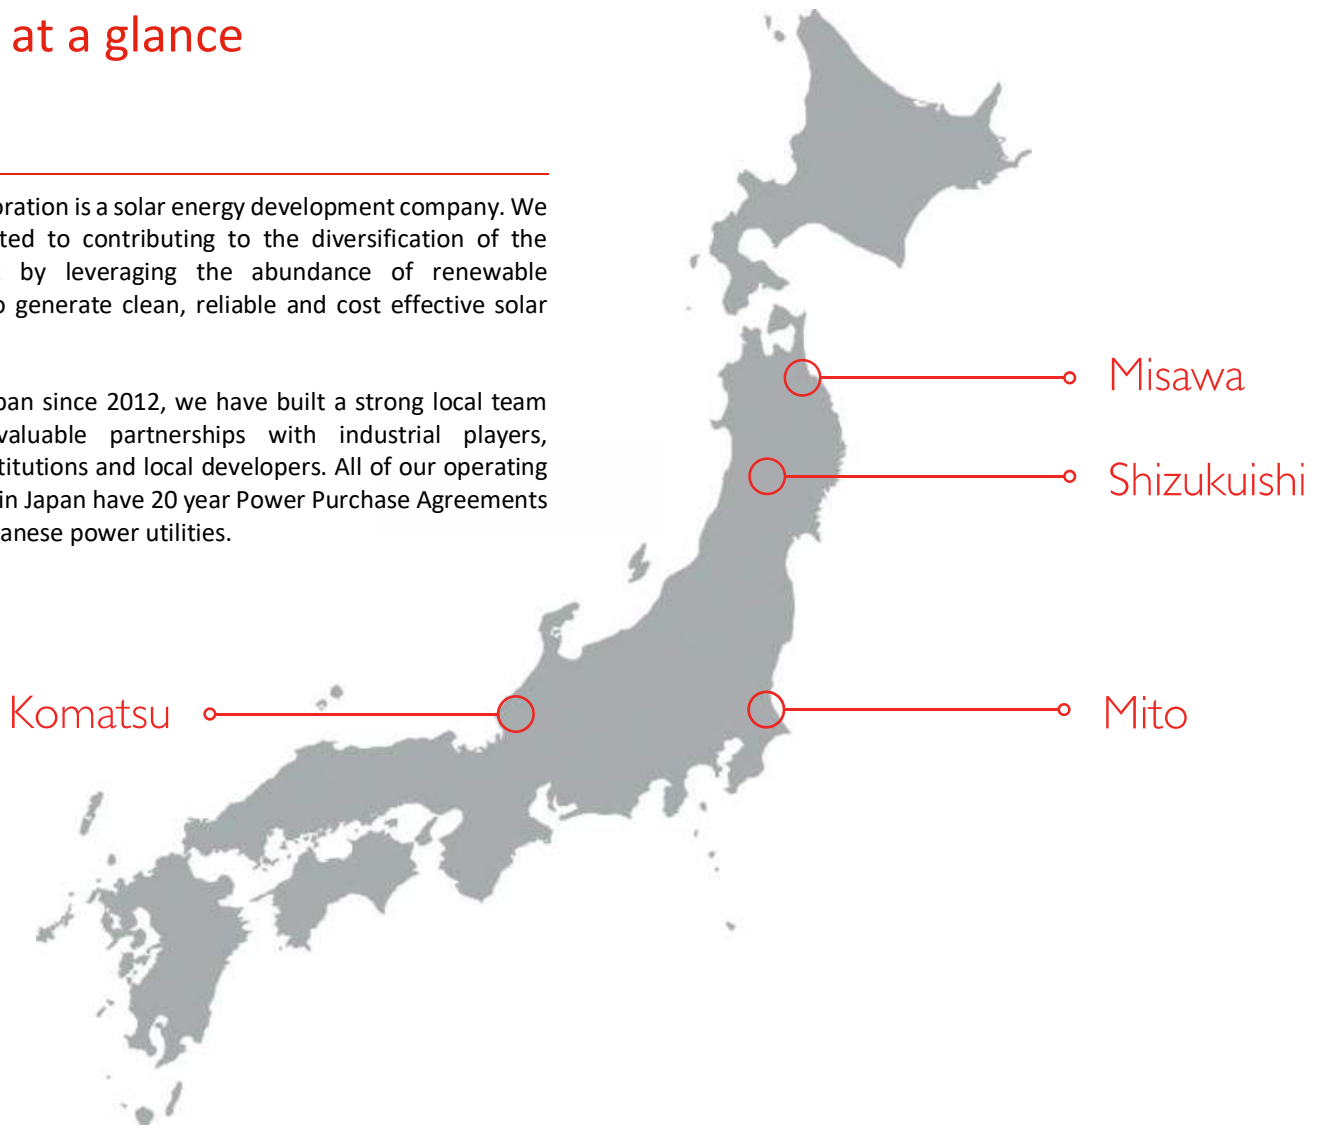 at a glance
oration is a solar energy development company. We
ted to contributing to the diversification of the
by leveraging the abundance of renewable
o generate clean, reliable and cost effective solar
pan since 2012, we have built a strong local team
valuable partnerships with industrial players,
titutions and local developers. All of our operating
in Japan have 20 year Power Purchase Agreements
anese power utilities.
Misawa
Shizukuishi
Komatsu
Mito